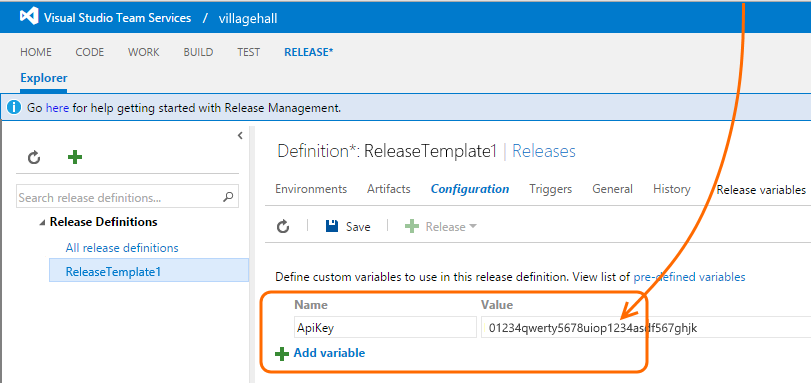 Visual Studio Team Services / villagehall
HOME CODE WORK BUILD TEST RELEASE*
Explorer
Go here for help getting started with Release Management.
Definition*: ReleaseTemplate1 | Releases
Environments Artifacts Configuration Triggers General History Release variables
Search release definitions...
Save Release
Release Definitions
All release definitions
ReleaseTemplate1
Define custom variables to use in this release definition. View list of pre-defined variables
Name Value
ApiKey 01234qwerty5678uiop1234asdf567ghjk
Add variable